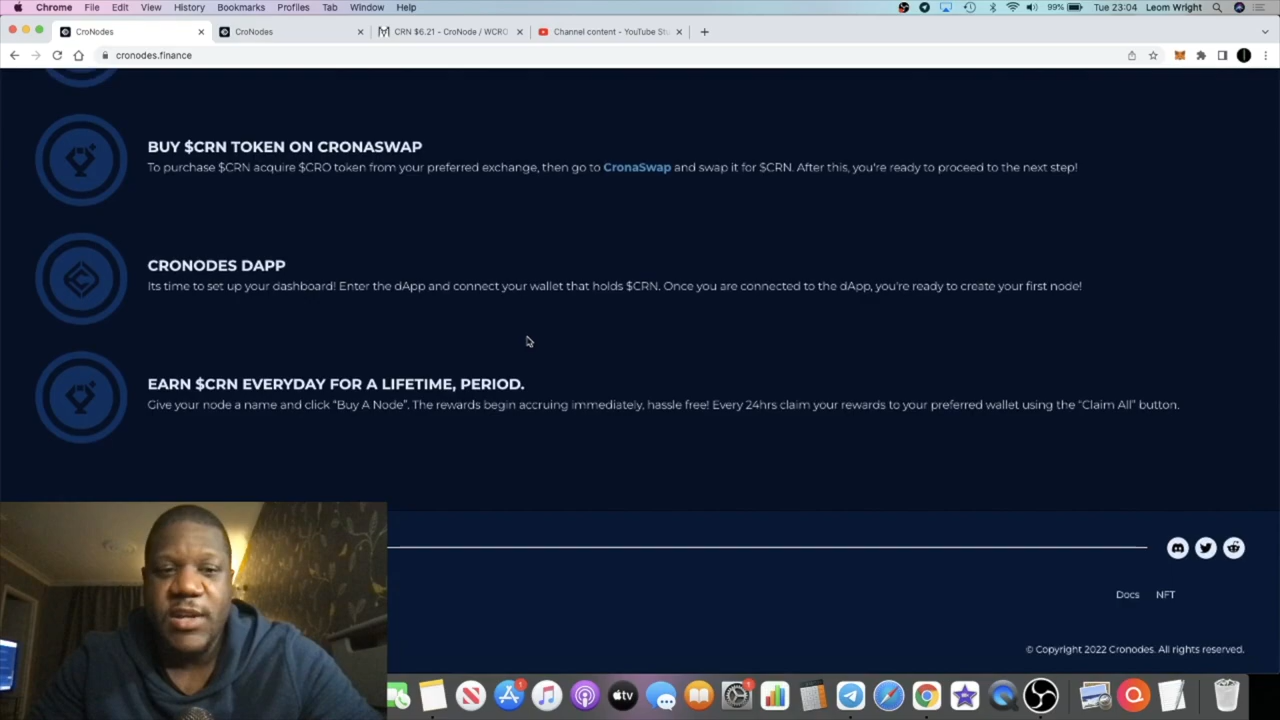 Chrome File Edit View History Bookmarks Profiles Tab Window Help 99% Tue 23:04 Leom Wright
CroNodes CroNodes CRN $6.21 - CroNode / WCRO Channel content - YouTube St
cronodes.finance
BUY $CRN TOKEN ON CRONASWAP
To purchase $CRN acquire $CRO token from your preferred exchange, then go to CronaSwap and swap it for $CRN. After this, you're ready to proceed to the next step!
CRONODES DAPP
Its time to set up your dashboard! Enter the dApp and connect your wallet that holds $CRN. Once you are connected to the dApp, you're ready to create your first node!
EARN $CRN EVERYDAY FOR A LIFETIME, PERIOD.
Give your node a name and click “Buy A Node”. The rewards begin accruing immediately, hassle free! Every 24hrs claim your rewards to your preferred wallet using the “Claim All” button.
Docs NFT
© Copyright 2022 Cronodes. All rights reserved.
tv